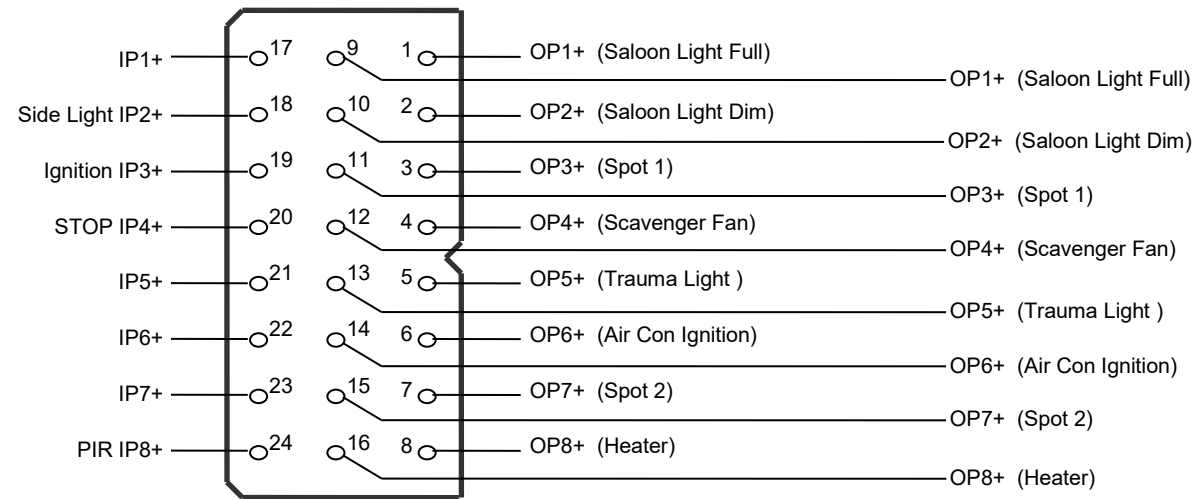 IP1+ 17 9 1 OP1+ (Saloon Light Full)
OP1+ (Saloon Light Full)
Side Light IP2+ 18 10 2 OP2+ (Saloon Light Dim)
OP2+ (Saloon Light Dim)
Ignition IP3+ 19 11 3 OP3+ (Spot 1)
OP3+ (Spot 1)
STOP IP4+ 20 12 4 OP4+ (Scavenger Fan)
OP4+ (Scavenger Fan)
IP5+ 21 13 5 OP5+ (Trauma Light )
OP5+ (Trauma Light )
IP6+ 22 14 6 OP6+ (Air Con Ignition)
OP6+ (Air Con Ignition)
IP7+ 23 15 7 OP7+ (Spot 2)
OP7+ (Spot 2)
PIR IP8+ 24 16 8 OP8+ (Heater)
OP8+ (Heater)